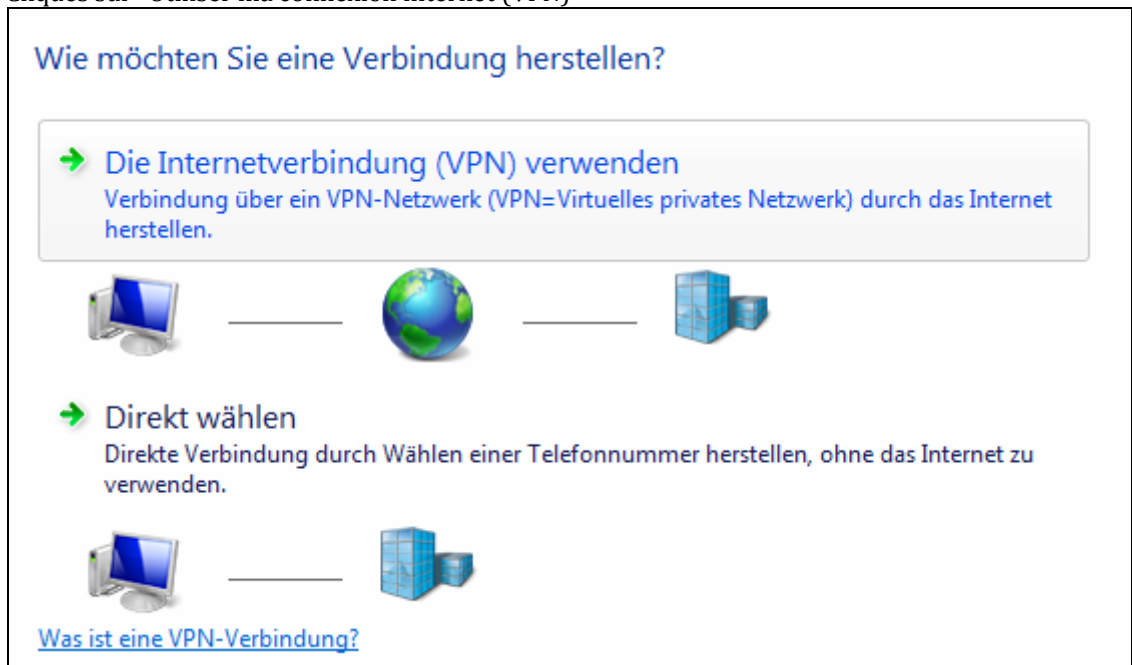 Wie möchten Sie eine Verbindung herstellen?
Die Internetverbindung (VPN) verwenden
Verbindung über ein VPN-Netzwerk (VPN=Virtuelles privates Netzwerk) durch das Internet
herstellen.
Direkt wählen
Direkte Verbindung durch Wählen einer Telefonnummer herstellen, ohne das Internet zu
verwenden.
Was ist eine VPN-Verbindung?